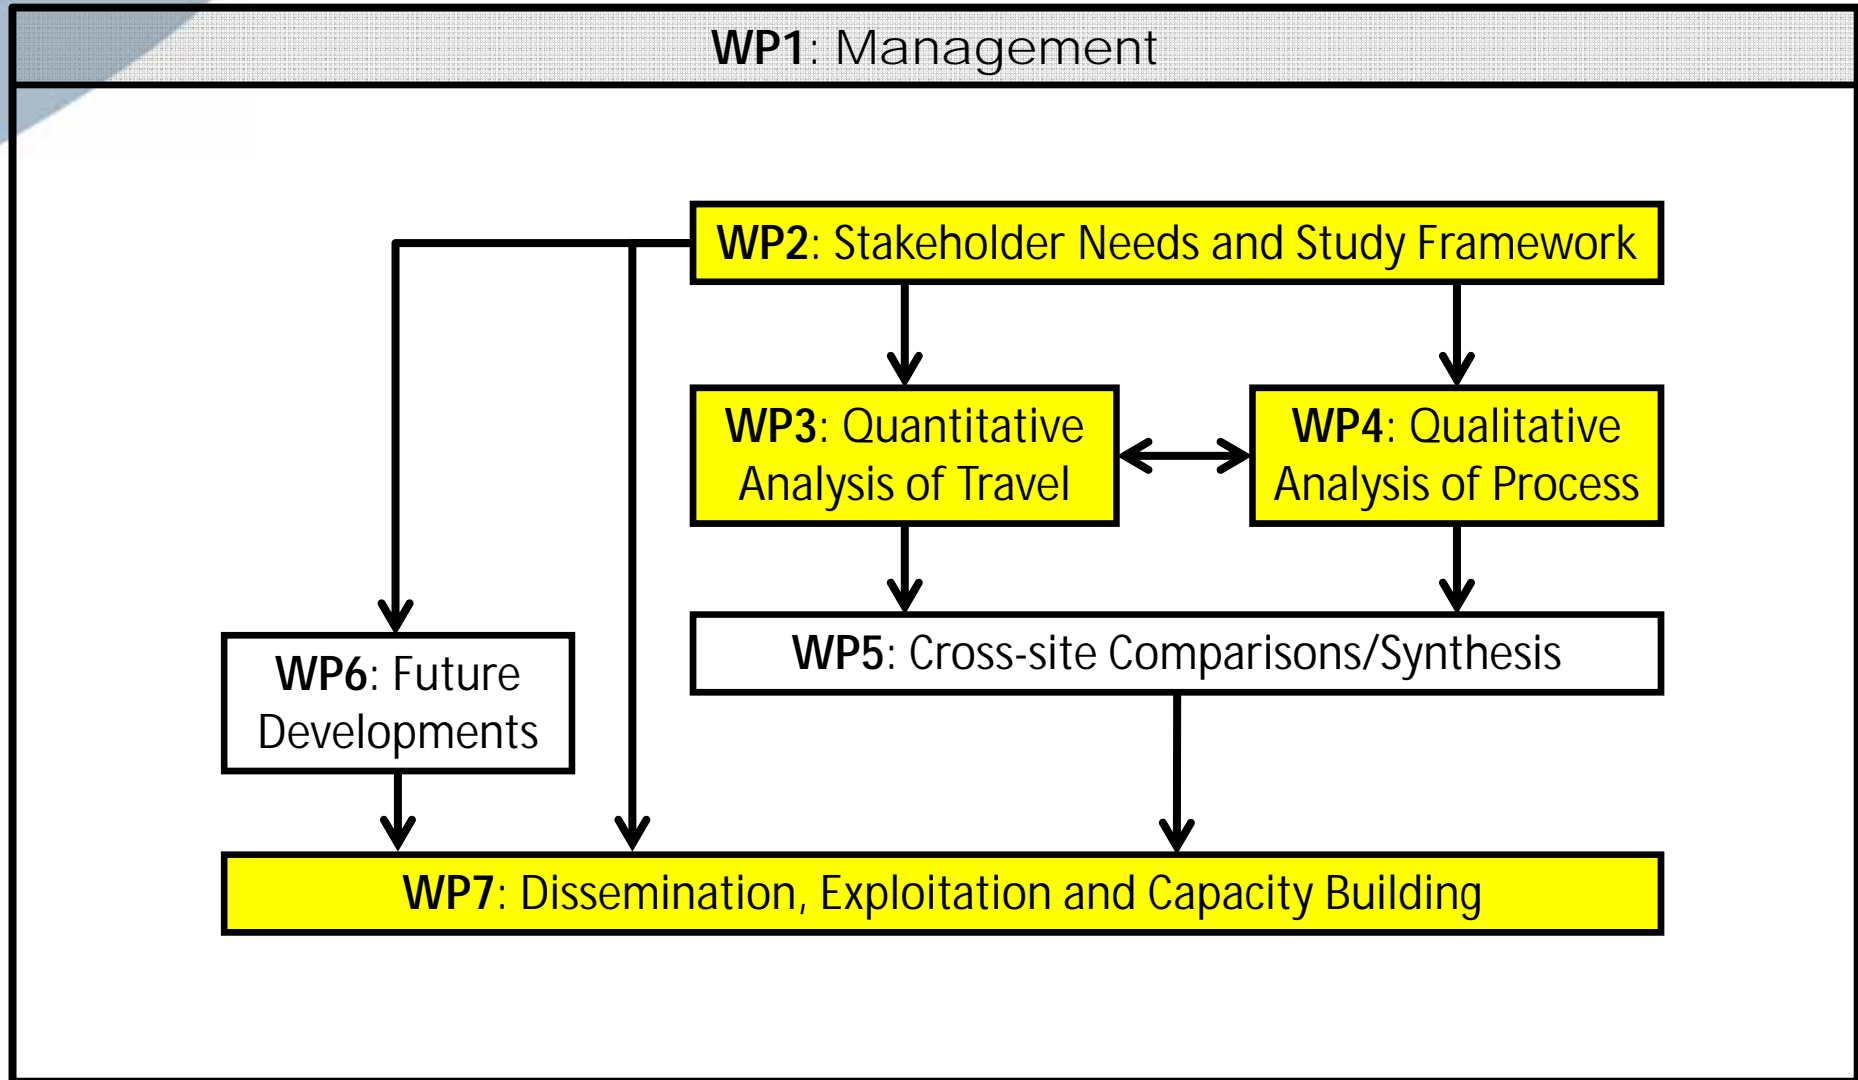 WP1: Management
WP2: Stakeholder Needs and Study Framework
WP3: Quantitative
Analysis of Travel
WP4: Qualitative
Analysis of Process
WP5: Cross-site Comparisons/Synthesis
WP6: Future
Developments
WP7: Dissemination, Exploitation and Capacity Building